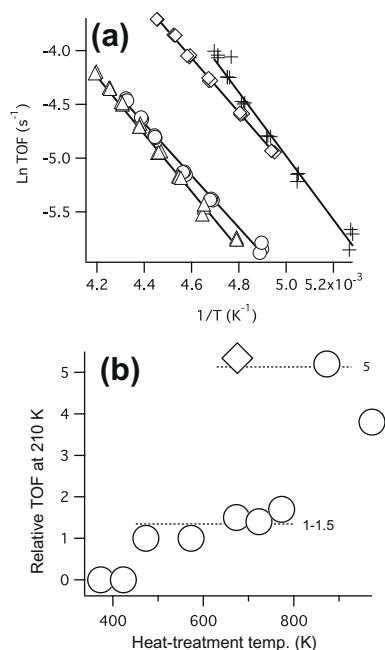 (a)
Ln TOF (s⁻¹)
-4.0
-4.5
-5.0
-5.5
4.2 4.4 4.6 4.8 5.0 5.2×10⁻³
1/T (K⁻¹)
(b)
Relative TOF at 210 K
5
4
3
2
1
0
5
1-1.5
400 600 800
Heat-treatment temp. (K)